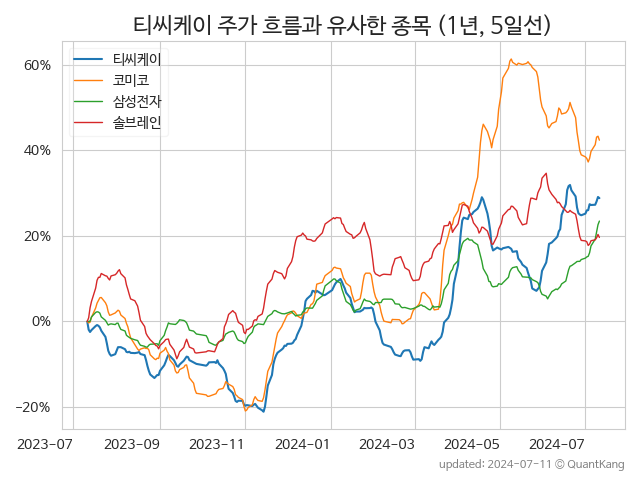 티씨케이 주가 흐름과 유사한 종목 (1년, 5일선)
티씨케이
코미코
삼성전자
솔브레인
60%
40%
20%
0%
−20%
2023-07
2023-09
2023-11
2024-01
2024-03
2024-05
2024-07
updated: 2024-07-11 © QuantKang